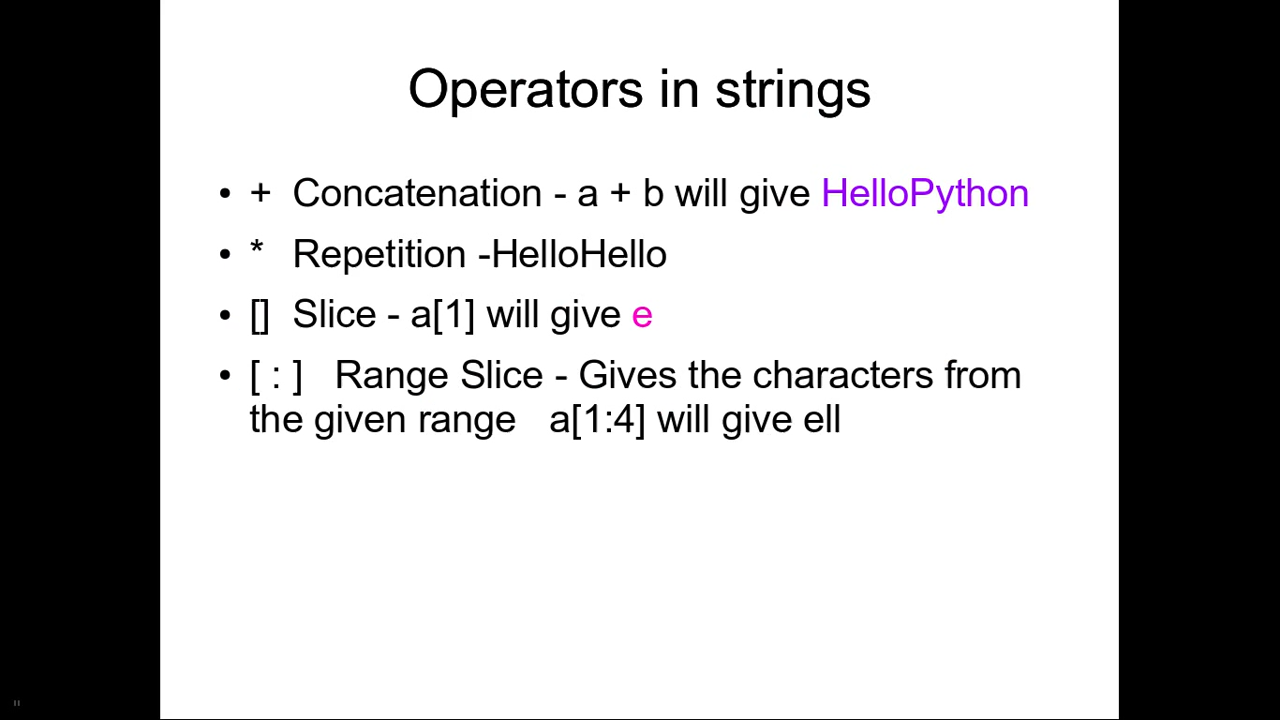 Operators in strings
• + Concatenation - a + b will give HelloPython
• * Repetition -HelloHello
• [] Slice - a[1] will give e
• [ : ] Range Slice - Gives the characters from
the given range a[1:4] will give ell